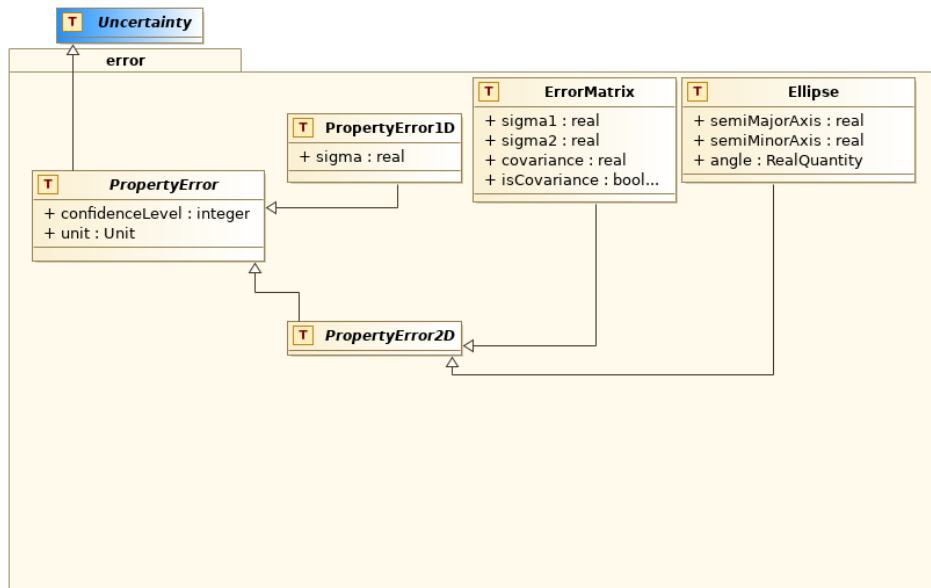 T Uncertainty
error
T PropertyError
+ confidenceLevel : integer
+ unit : Unit
T PropertyError1D
+ sigma : real
T ErrorMatrix
+ sigma1 : real
+ sigma2 : real
+ covariance : real
+ isCovariance : bool...
T Ellipse
+ semiMajorAxis : real
+ semiMinorAxis : real
+ angle : RealQuantity
T PropertyError2D